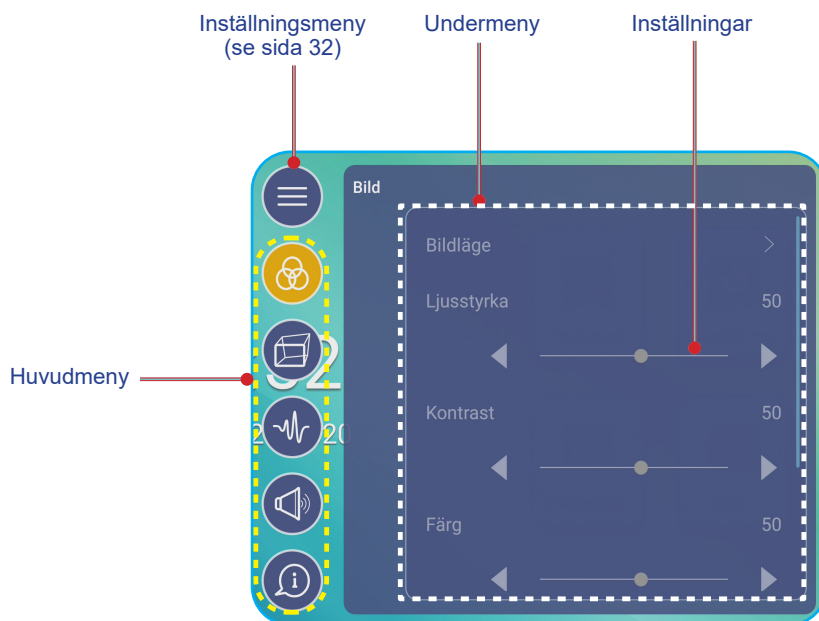 Inställningsmeny
(se sida 32)
Undermeny
Inställningar
Bild
Bildläge
Ljusstyrka 50
Huvudmeny
Kontrast 50
Färg 50